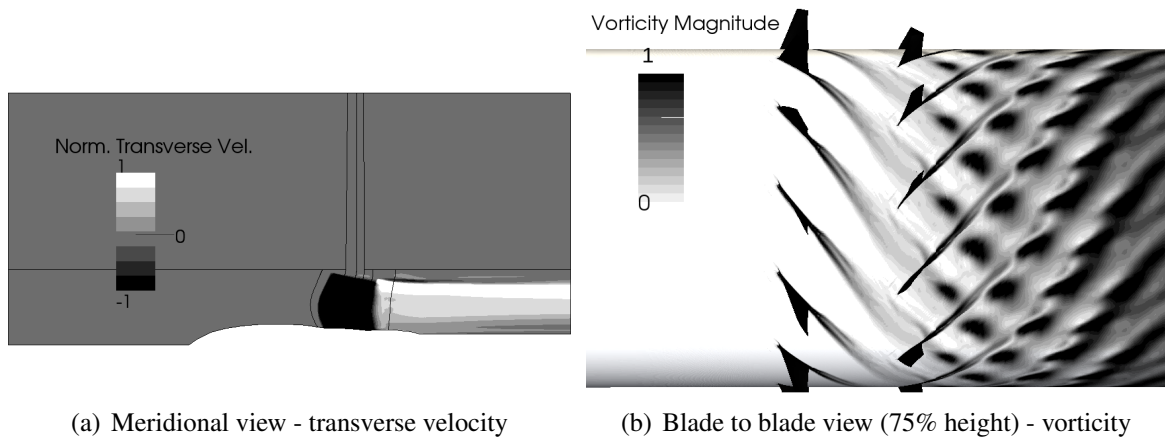 Norm. Transverse Vel.
1
0
-1
(a) Meridional view - transverse velocity
Vorticity Magnitude
1
0
(b) Blade to blade view (75% height) - vorticity